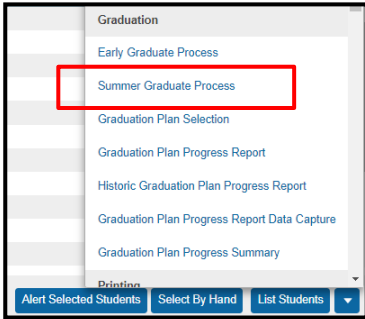 Graduation
Early Graduate Process
Summer Graduate Process
Graduation Plan Selection
Graduation Plan Progress Report
Historic Graduation Plan Progress Report
Graduation Plan Progress Report Data Capture
Graduation Plan Progress Summary
Printing
Alert Selected Students Select By Hand List Students